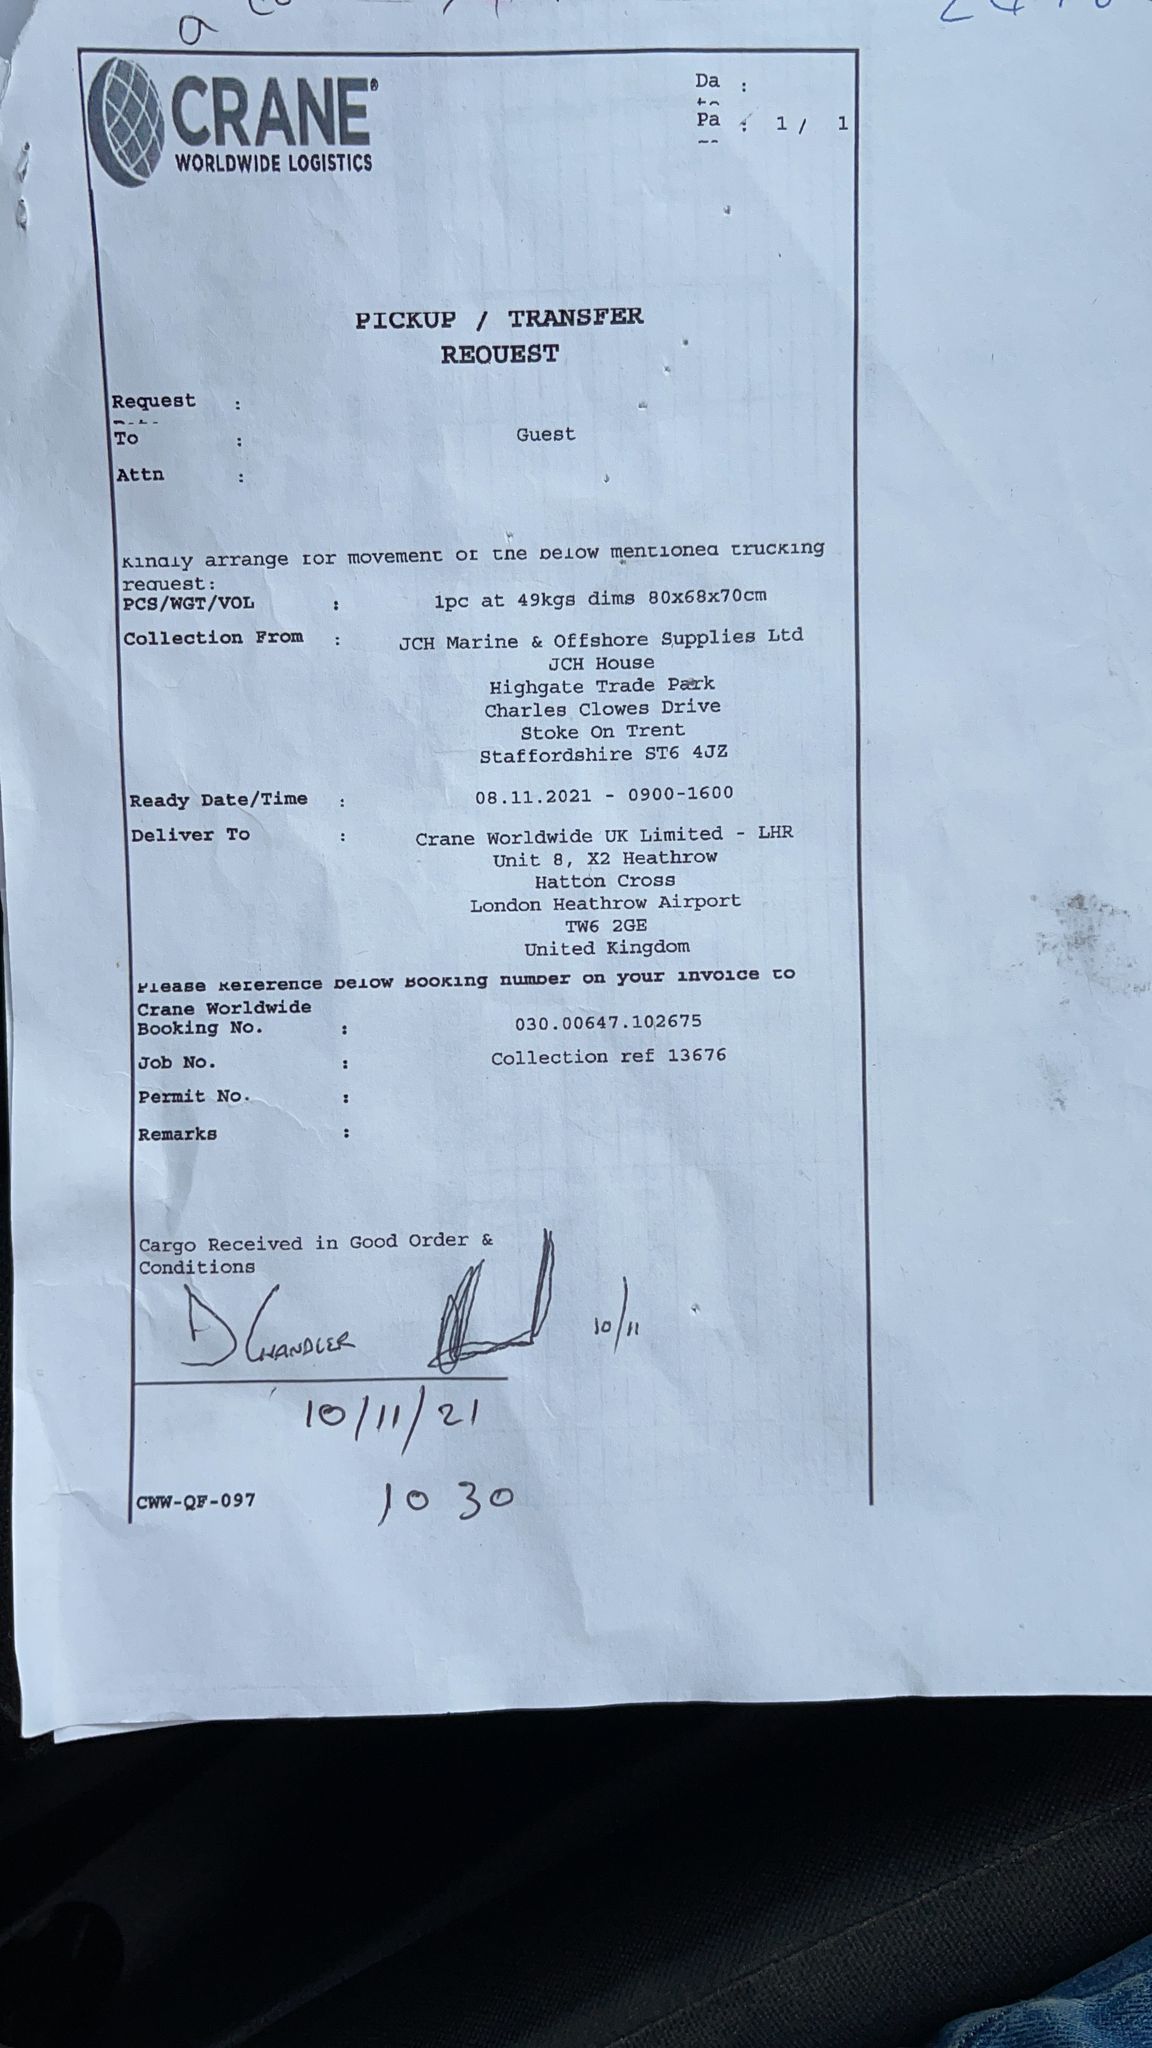 a
CRANE®
WORLDWIDE LOGISTICS
Da :
Pa : 1 / 1
PICKUP / TRANSFER
REQUEST
Request :
To : Guest
Attn :
Kindly arrange for movement of the below mentioned trucking
request:
PCS/WGT/VOL : 1pc at 49kgs dims 80x68x70cm
Collection From : JCH Marine & Offshore Supplies Ltd
JCH House
Highgate Trade Park
Charles Clowes Drive
Stoke On Trent
Staffordshire ST6 4JZ
Ready Date/Time : 08.11.2021 - 0900-1600
Deliver To : Crane Worldwide UK Limited - LHR
Unit 8, X2 Heathrow
Hatton Cross
London Heathrow Airport
TW6 2GE
United Kingdom
Please Reference below Booking number on your invoice to
Crane Worldwide
Booking No. : 030.00647.102675
Job No. : Collection ref 13676
Permit No. :
Remarks :
Cargo Received in Good Order &
Conditions
D CHANDLER 10/11
10/11/21
CWW-QF-097 10 30